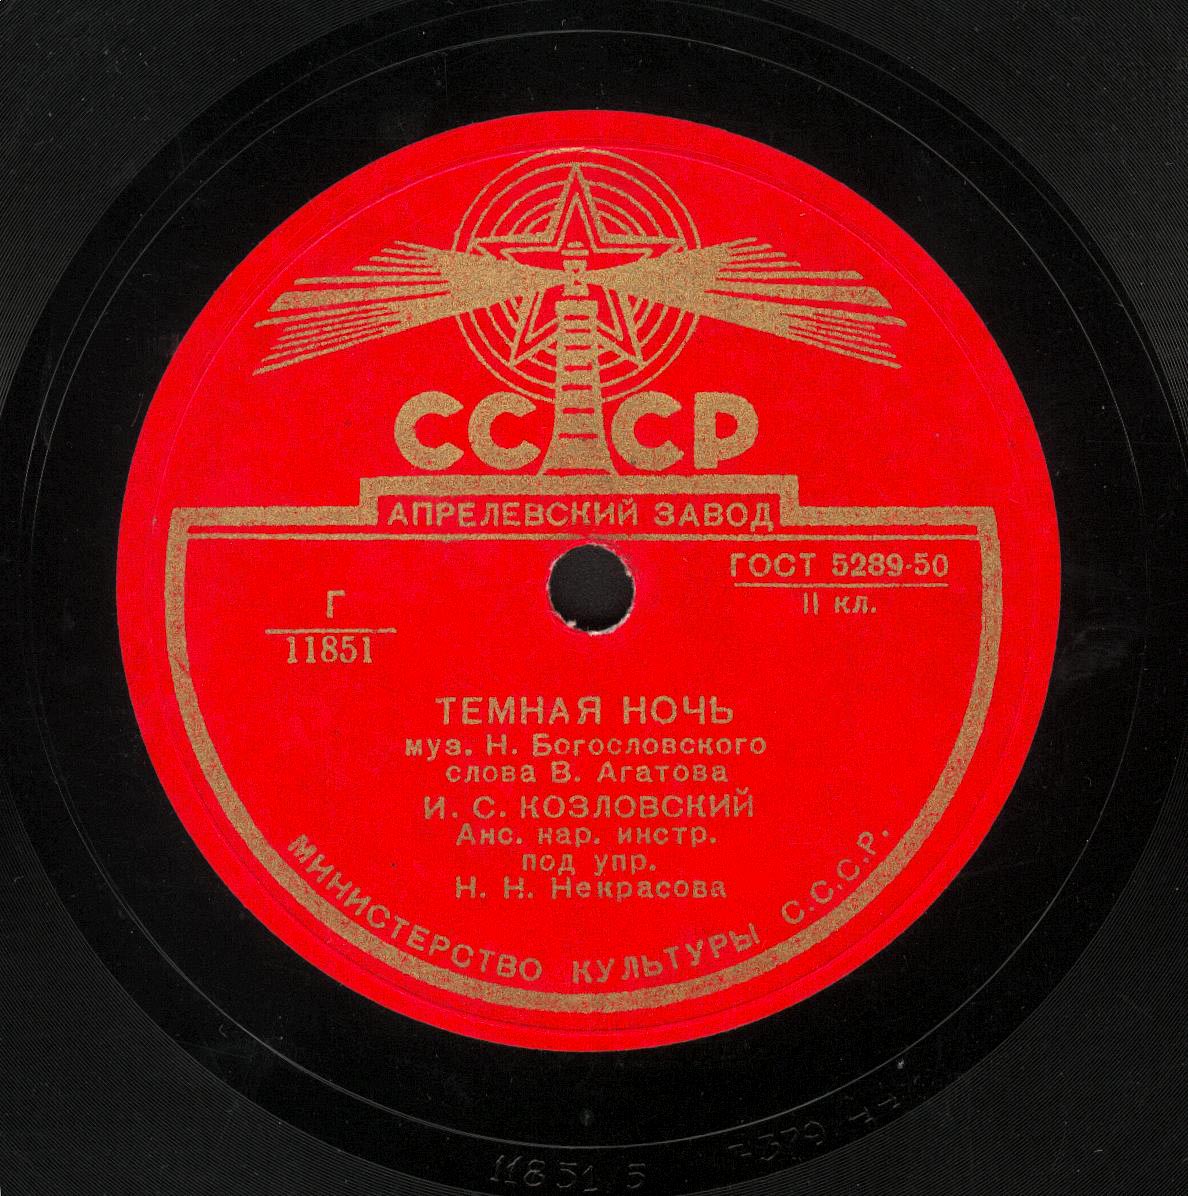 СССР
АПРЕЛЕВСКИЙ ЗАВОД
ГОСТ 5289-50
II кл.
Г
11851
ТЕМНАЯ НОЧЬ
муз. Н. Богословского
слова В. Агатова
И. С. КОЗЛОВСКИЙ
Анс. нар. инстр.
под упр.
Н. Н. Некрасова
МИНИСТЕРСТВО КУЛЬТУРЫ С.С.С.Р.
11851 5